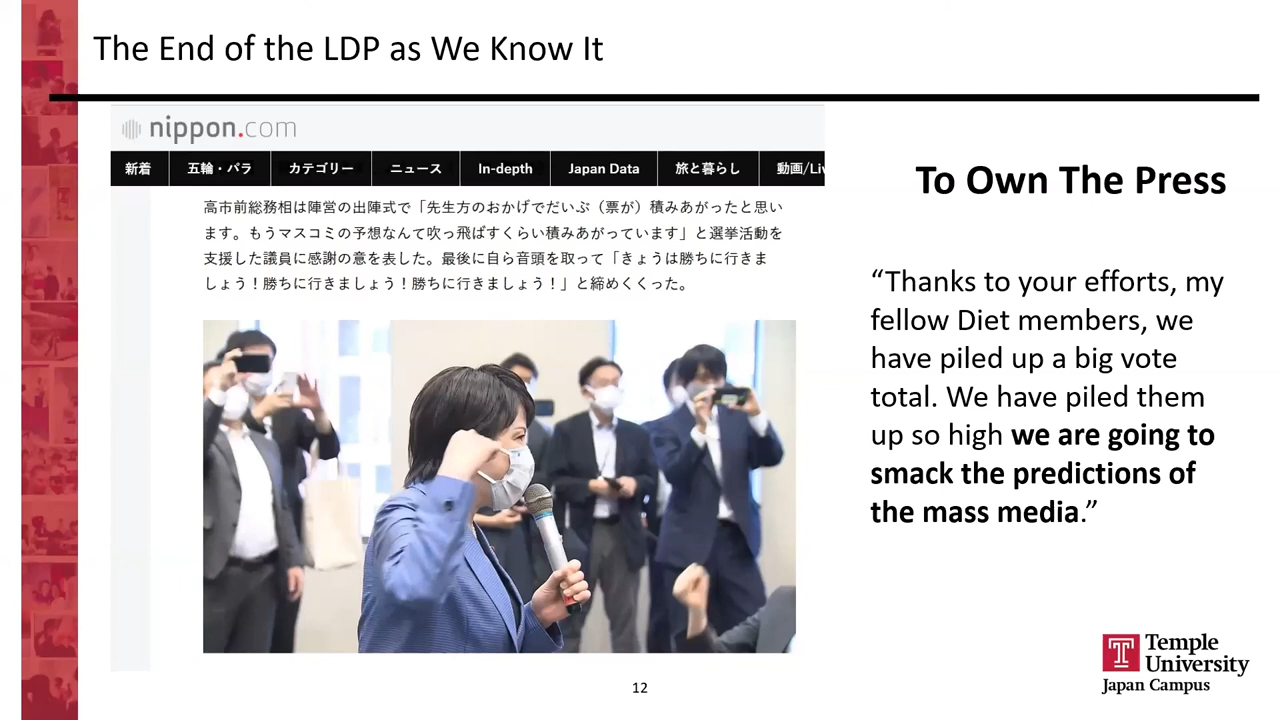 The End of the LDP as We Know It
nippon.com
新着 五輪・パラ カテゴリー ニュース In-depth Japan Data 旅と暮らし 動画/Liv
高市前総務相は陣営の出陣式で「先生方のおかげでだいぶ（票が）積みあがったと思い
ます。もうマスコミの予想なんて吹っ飛ばすくらい積みあがっています」と選挙活動を
支援した議員に感謝の意を表した。最後に自ら音頭を取って「きょうは勝ちに行きま
しょう！勝ちに行きましょう！勝ちに行きましょう！」と締めくくった。
To Own The Press
“Thanks to your efforts, my
fellow Diet members, we
have piled up a big vote
total. We have piled them
up so high we are going to
smack the predictions of
the mass media.”
Temple
University
Japan Campus
12